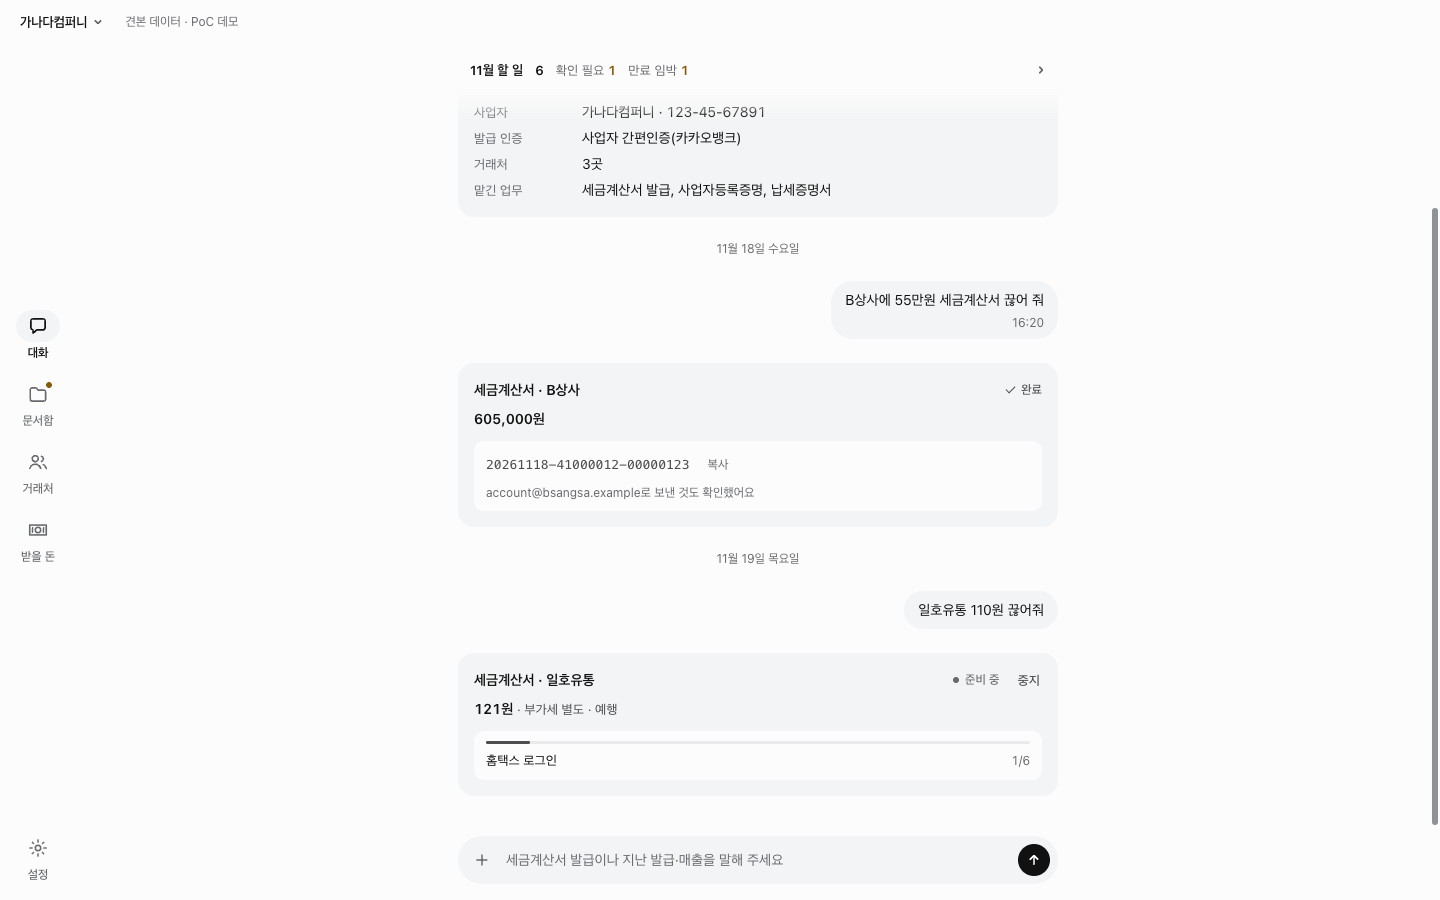 가나다컴퍼니
견본 데이터 · PoC 데모
11월 할 일 6 확인 필요 1 만료 임박 1
사업자 가나다컴퍼니 · 123-45-67891
발급 인증 사업자 간편인증(카카오뱅크)
거래처 3곳
맡긴 업무 세금계산서 발급, 사업자등록증명, 납세증명서
11월 18일 수요일
B상사에 55만원 세금계산서 끊어 줘
16:20
대화
문서함
거래처
받을 돈
세금계산서 · B상사 완료
605,000원
20261118-41000012-00000123 복사
account@bsangsa.example로 보낸 것도 확인했어요
11월 19일 목요일
일호유통 110원 끊어줘
세금계산서 · 일호유통 준비 중 중지
121원 · 부가세 별도 · 예행
홈택스 로그인 1/6
세금계산서 발급이나 지난 발급·매출을 말해 주세요
설정